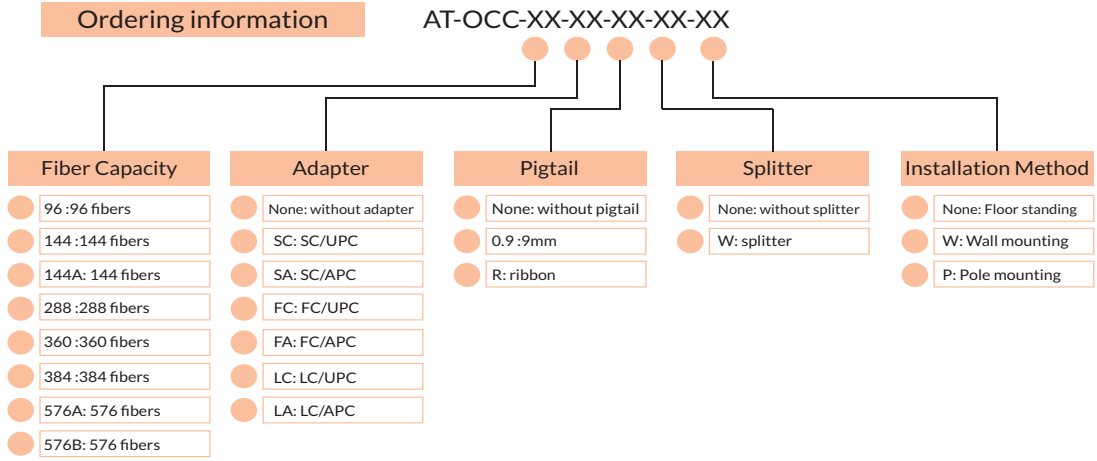 Ordering information
AT-OCC-XX-XX-XX-XX-XX
Fiber Capacity
96 :96 fibers
144 :144 fibers
144A: 144 fibers
288 :288 fibers
360 :360 fibers
384 :384 fibers
576A: 576 fibers
576B: 576 fibers
Adapter
None: without adapter
SC: SC/UPC
SA: SC/APC
FC: FC/UPC
FA: FC/APC
LC: LC/UPC
LA: LC/APC
Pigtail
None: without pigtail
0.9 :9mm
R: ribbon
Splitter
None: without splitter
W: splitter
Installation Method
None: Floor standing
W: Wall mounting
P: Pole mounting